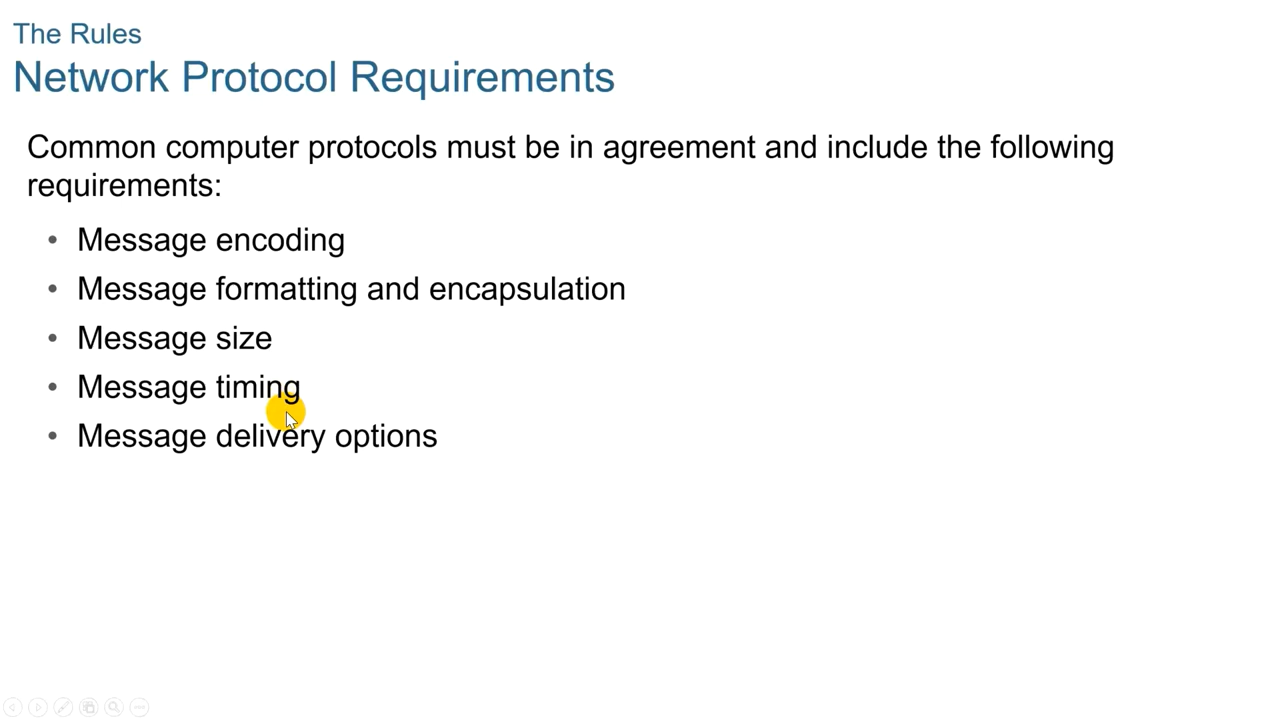 The Rules
Network Protocol Requirements
Common computer protocols must be in agreement and include the following
requirements:
• Message encoding
• Message formatting and encapsulation
• Message size
• Message timing
• Message delivery options